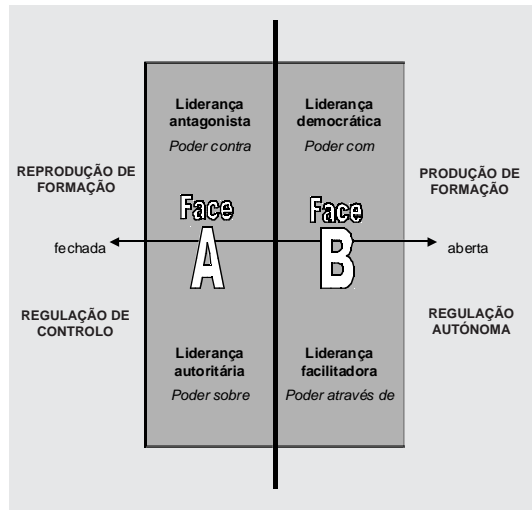 Liderança
antagonista
Poder contra
Liderança
democrática
Poder com
REPRODUÇÃO DE
FORMAÇÃO
PRODUÇÃO DE
FORMAÇÃO
Face
A
Face
B
fechada
aberta
REGULAÇÃO DE
CONTROLO
REGULAÇÃO
AUTÓNOMA
Liderança
autoritária
Poder sobre
Liderança
facilitadora
Poder através de